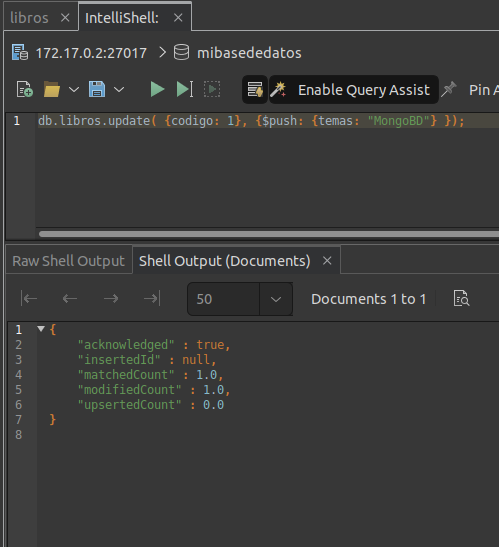 libros × IntelliShell: ×
172.17.0.2:27017 > mibasededatos
Enable Query Assist Pin A
1 db.libros.update( {codigo: 1}, {$push: {temas: "MongoBD"} });
Raw Shell Output Shell Output (Documents) ×
50 Documents 1 to 1
1 {
2 "acknowledged" : true,
3 "insertedId" : null,
4 "matchedCount" : 1.0,
5 "modifiedCount" : 1.0,
6 "upsertedCount" : 0.0
7 }
8